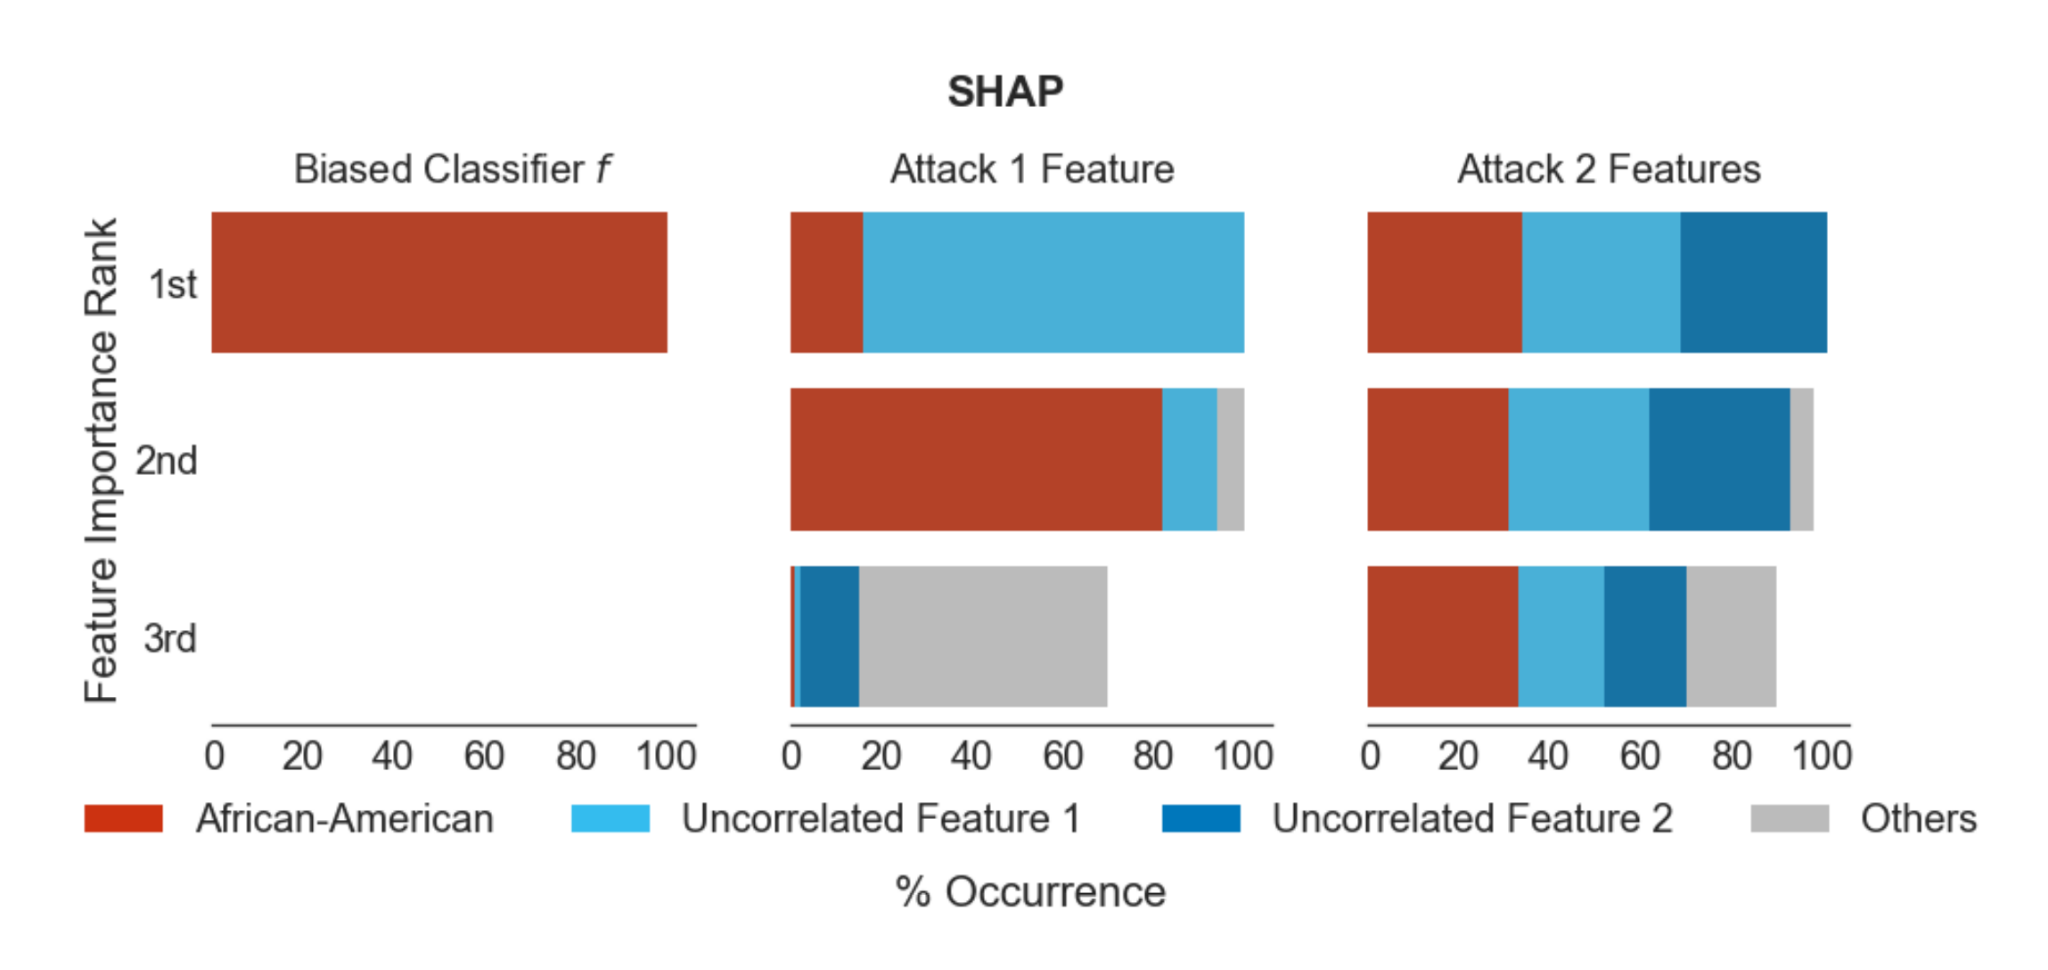 SHAP
Biased Classifier f
Attack 1 Feature
Attack 2 Features
Feature Importance Rank
1st
2nd
3rd
0 20 40 60 80 100
0 20 40 60 80 100
0 20 40 60 80 100
African-American
Uncorrelated Feature 1
Uncorrelated Feature 2
Others
% Occurrence